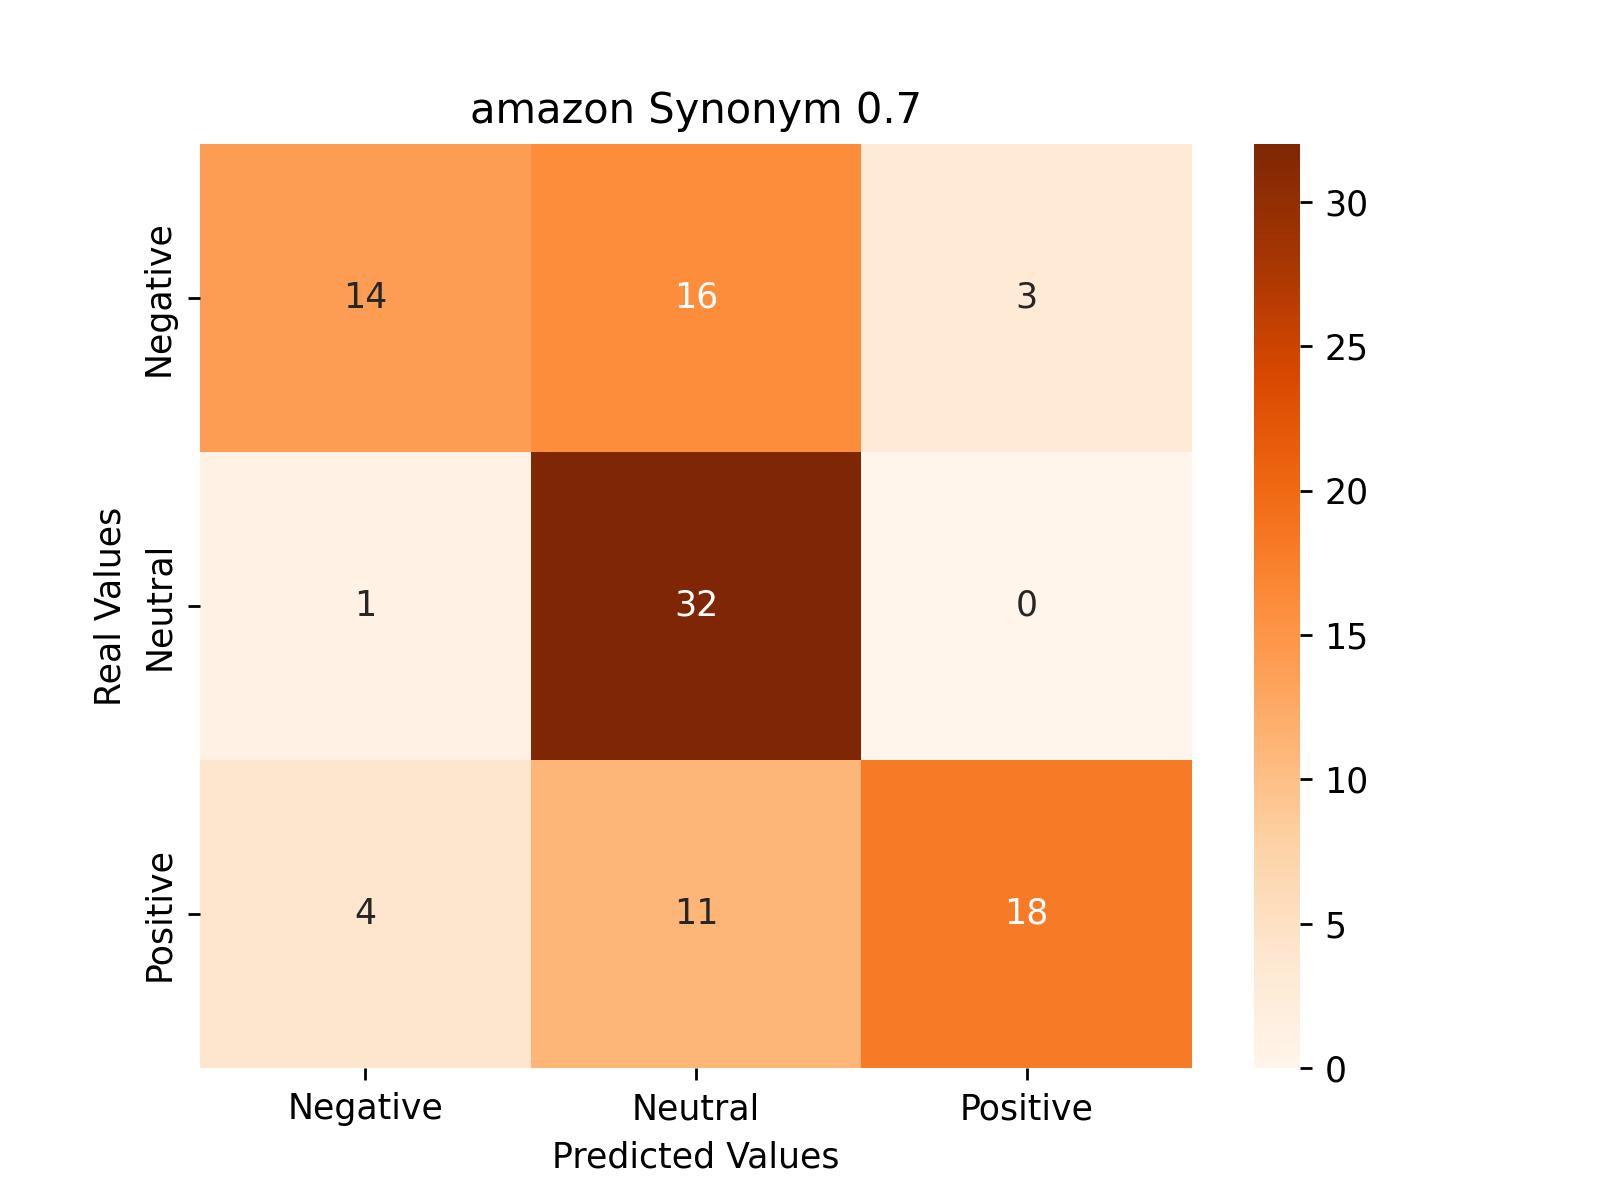 amazon Synonym 0.7
Real Values
Negative
14 16 3
Neutral
1 32 0
Positive
4 11 18
Negative Neutral Positive
Predicted Values
30
25
20
15
10
5
0